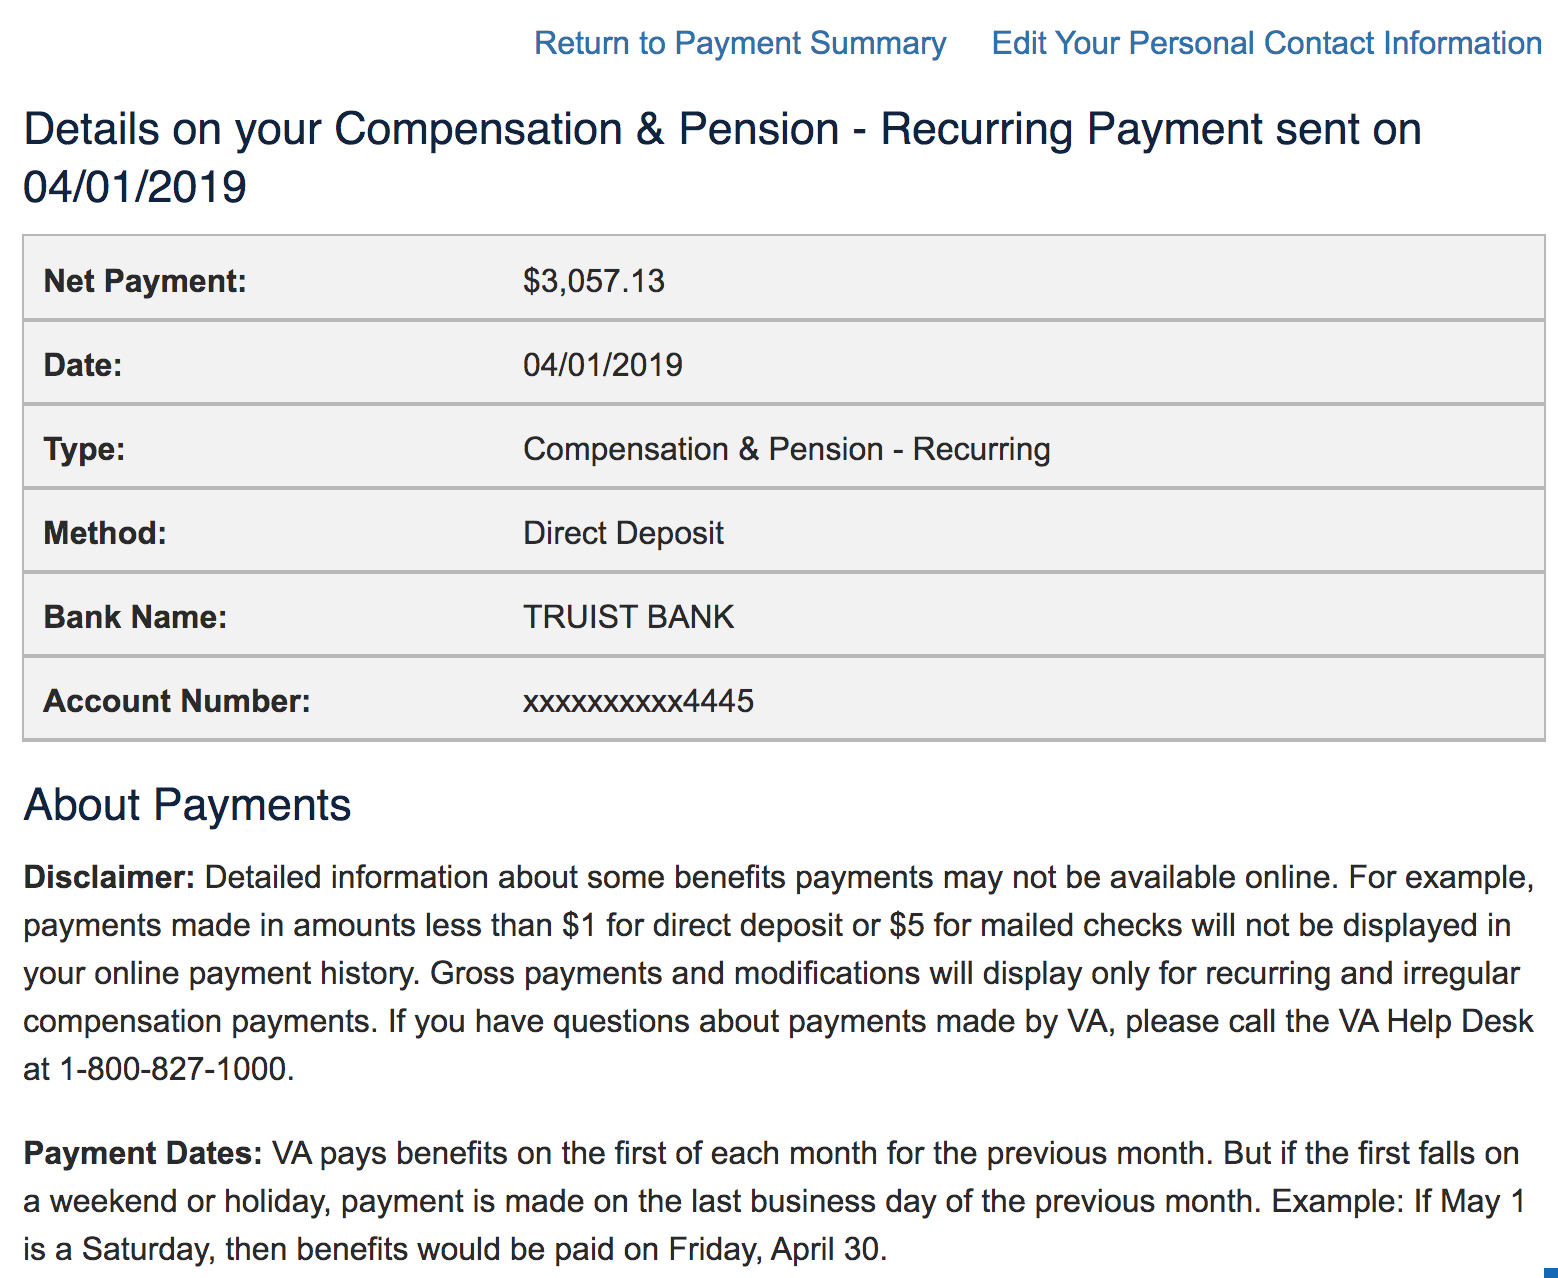 Return to Payment Summary Edit Your Personal Contact Information
Details on your Compensation & Pension - Recurring Payment sent on
04/01/2019
Net Payment: $3,057.13
Date: 04/01/2019
Type: Compensation & Pension - Recurring
Method: Direct Deposit
Bank Name: TRUIST BANK
Account Number: xxxxxxxxxx4445
About Payments
Disclaimer: Detailed information about some benefits payments may not be available online. For example,
payments made in amounts less than $1 for direct deposit or $5 for mailed checks will not be displayed in
your online payment history. Gross payments and modifications will display only for recurring and irregular
compensation payments. If you have questions about payments made by VA, please call the VA Help Desk
at 1-800-827-1000.
Payment Dates: VA pays benefits on the first of each month for the previous month. But if the first falls on
a weekend or holiday, payment is made on the last business day of the previous month. Example: If May 1
is a Saturday, then benefits would be paid on Friday, April 30.